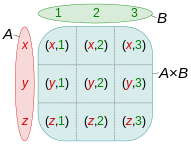 1 2 3 B
A
x (x,1) (x,2) (x,3)
A×B
y (y,1) (y,2) (y,3)
z (z,1) (z,2) (z,3)